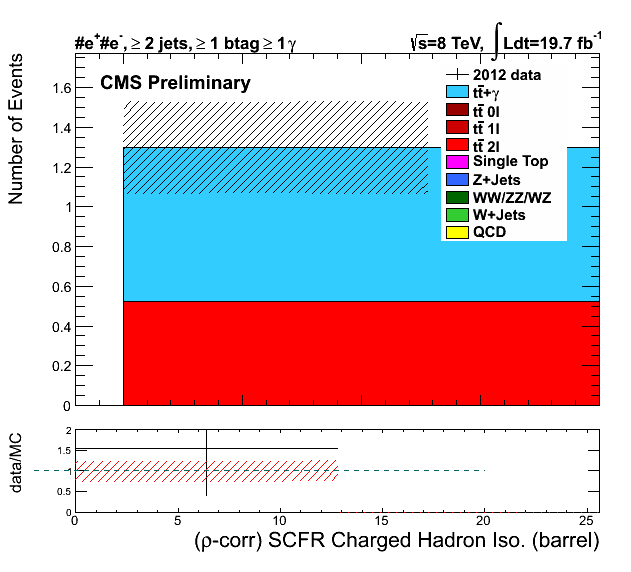 #e+#e-, ≥ 2 jets, ≥ 1 btag ≥ 1 γ
√s=8 TeV, ∫Ldt=19.7 fb-1
Number of Events
CMS Preliminary
2012 data
tt̄+γ
tt̄ 0l
tt̄ 1l
tt̄ 2l
Single Top
Z+Jets
WW/ZZ/WZ
W+Jets
QCD
1.6
1.4
1.2
1
0.8
0.6
0.4
0.2
0
data/MC
2
1.5
1
0.5
0
0 5 10 15 20 25
(ρ-corr) SCFR Charged Hadron Iso. (barrel)